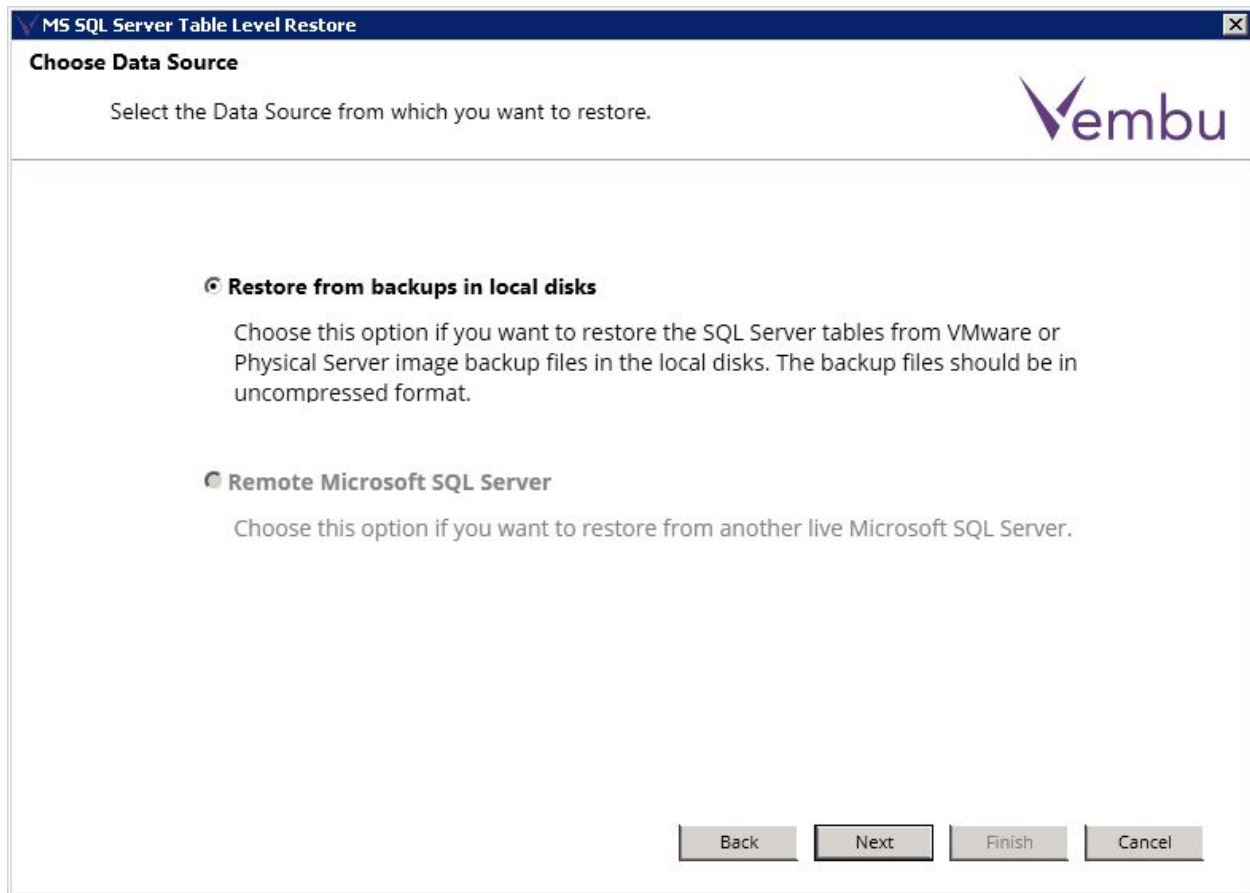 MS SQL Server Table Level Restore
Choose Data Source
Select the Data Source from which you want to restore.
Vembu
Restore from backups in local disks
Choose this option if you want to restore the SQL Server tables from VMware or
Physical Server image backup files in the local disks. The backup files should be in
uncompressed format.
Remote Microsoft SQL Server
Choose this option if you want to restore from another live Microsoft SQL Server.
Back Next Finish Cancel